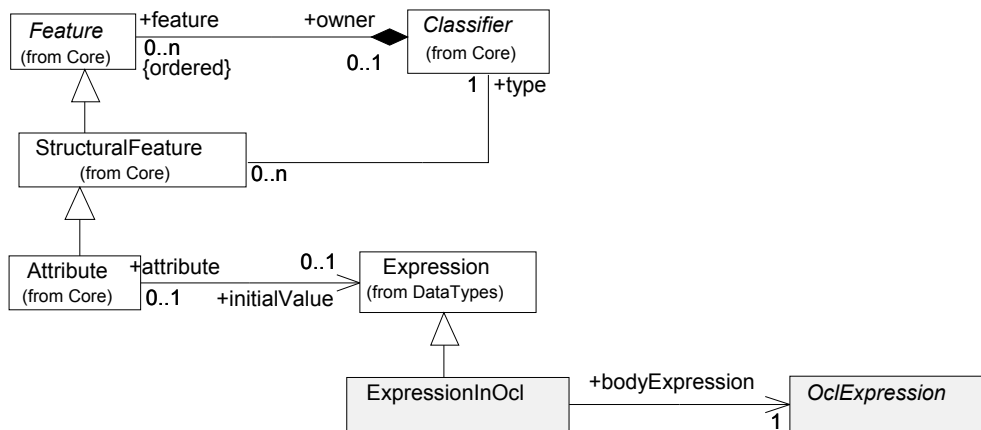 Feature
(from Core)
+feature
0..n
{ordered}
+owner
0..1
Classifier
(from Core)
1
+type
StructuralFeature
(from Core)
0..n
Attribute
(from Core)
+attribute
0..1
0..1
+initialValue
Expression
(from DataTypes)
ExpressionInOcl
+bodyExpression
1
OclExpression